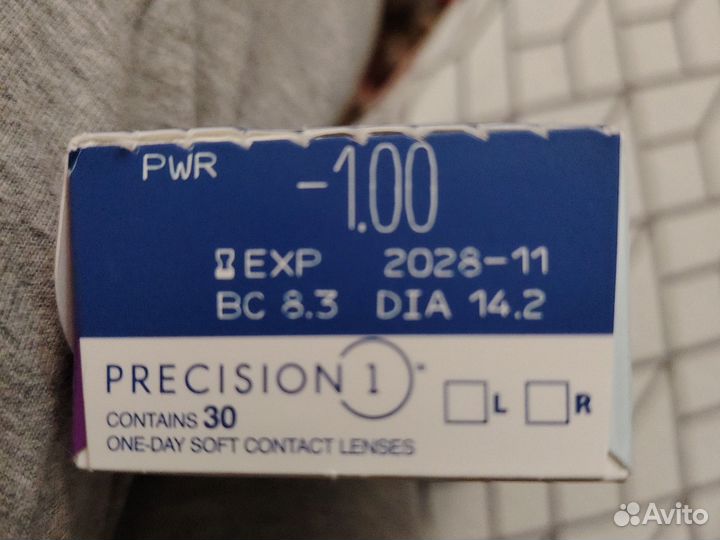 PWR -1.00
EXP 2028-11
BC 8.3 DIA 14.2
PRECISION 1
L R
CONTAINS 30
ONE-DAY SOFT CONTACT LENSES
Avito